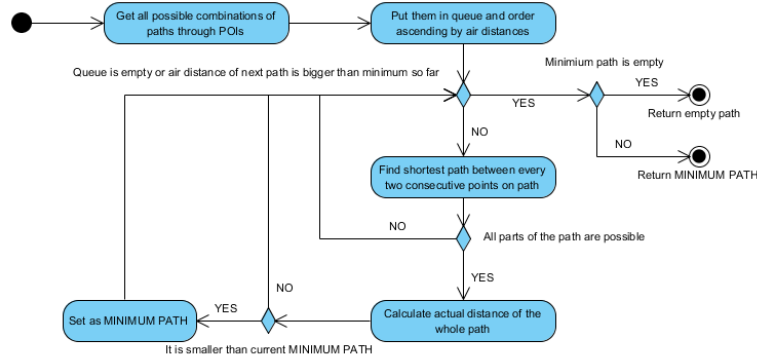 Get all possible combinations of
paths through POIs
Put them in queue and order
ascending by air distances
Queue is empty or air distance of next path is bigger than minimum so far
Minimium path is empty
YES
YES
Return empty path
NO
NO
Return MINIMUM PATH
Find shortest path between every
two consecutive points on path
NO
All parts of the path are possible
YES
NO
YES
Set as MINIMUM PATH
Calculate actual distance of the
whole path
It is smaller than current MINIMUM PATH